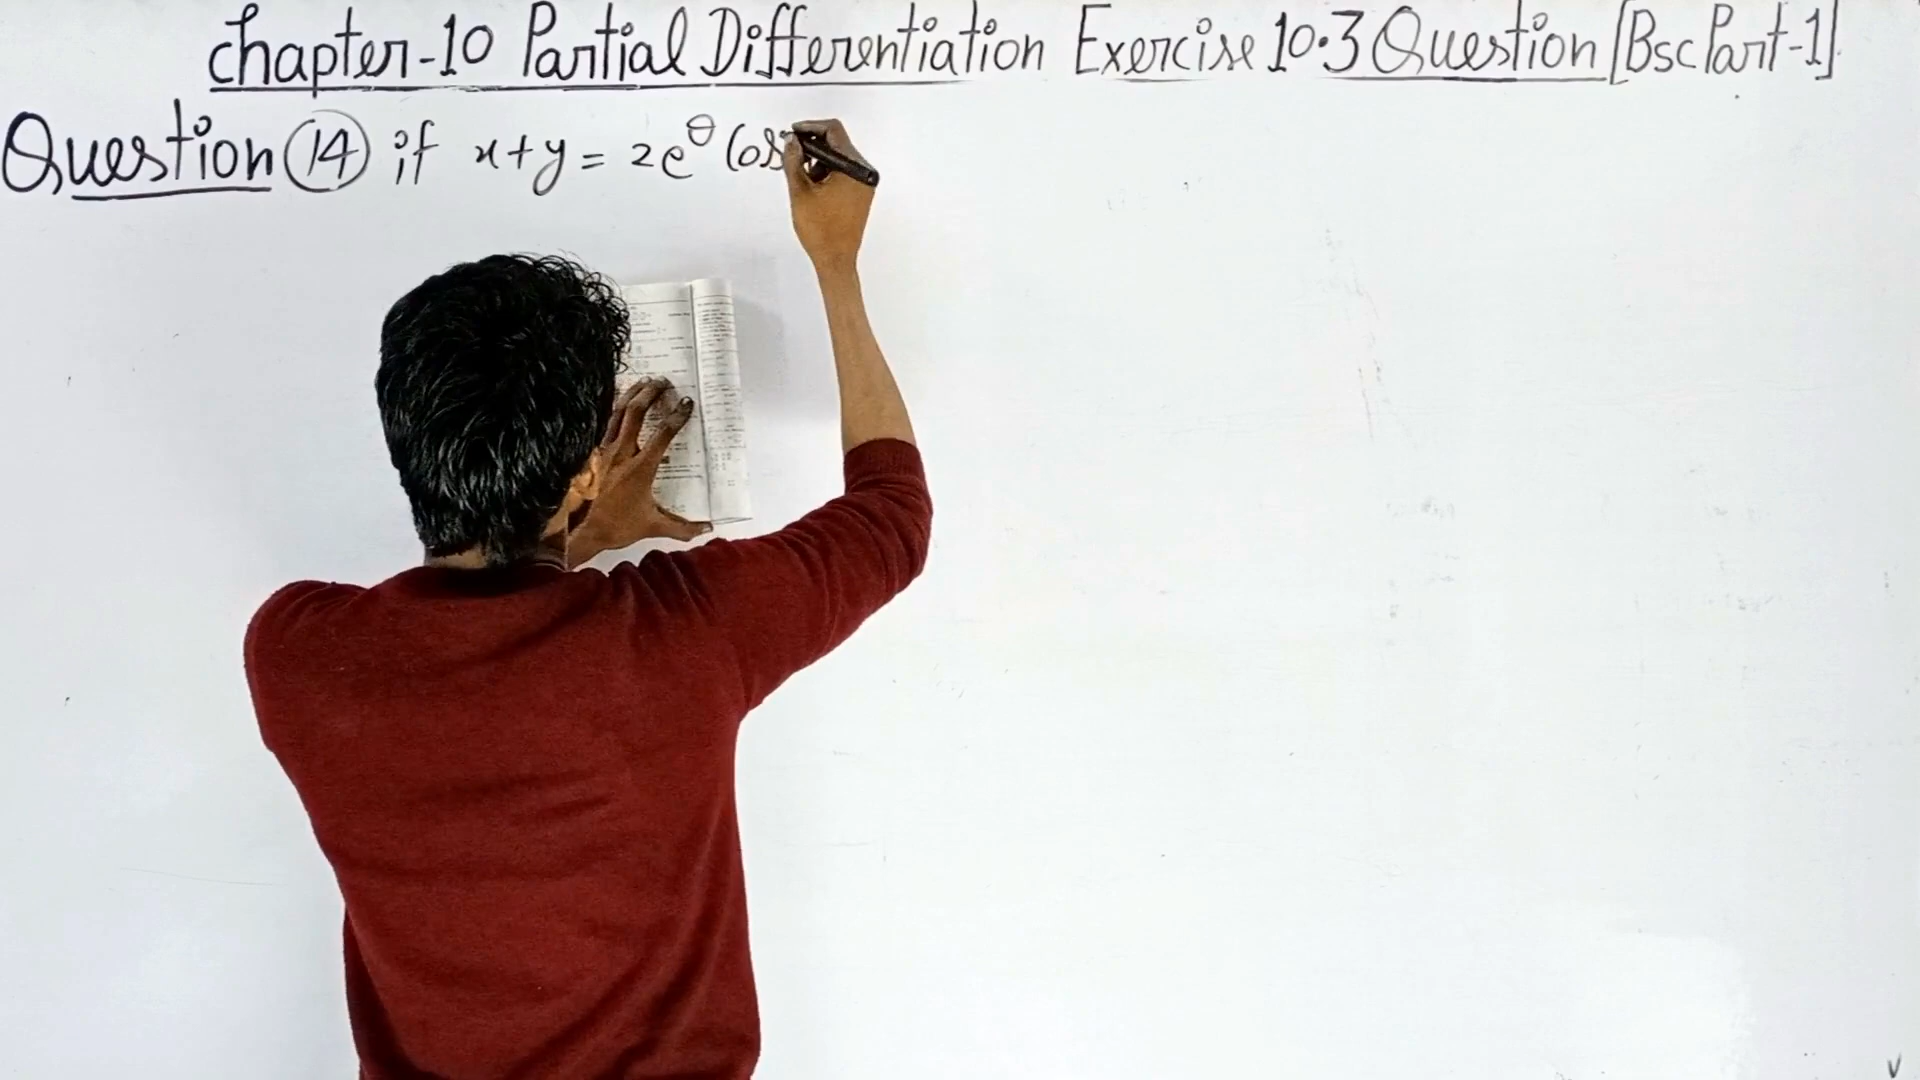 chapter-10 Partial Differentiation Exercise 10.3 Question [Bsc Part-1]
Question 14 if x+y = 2e^θ Cos